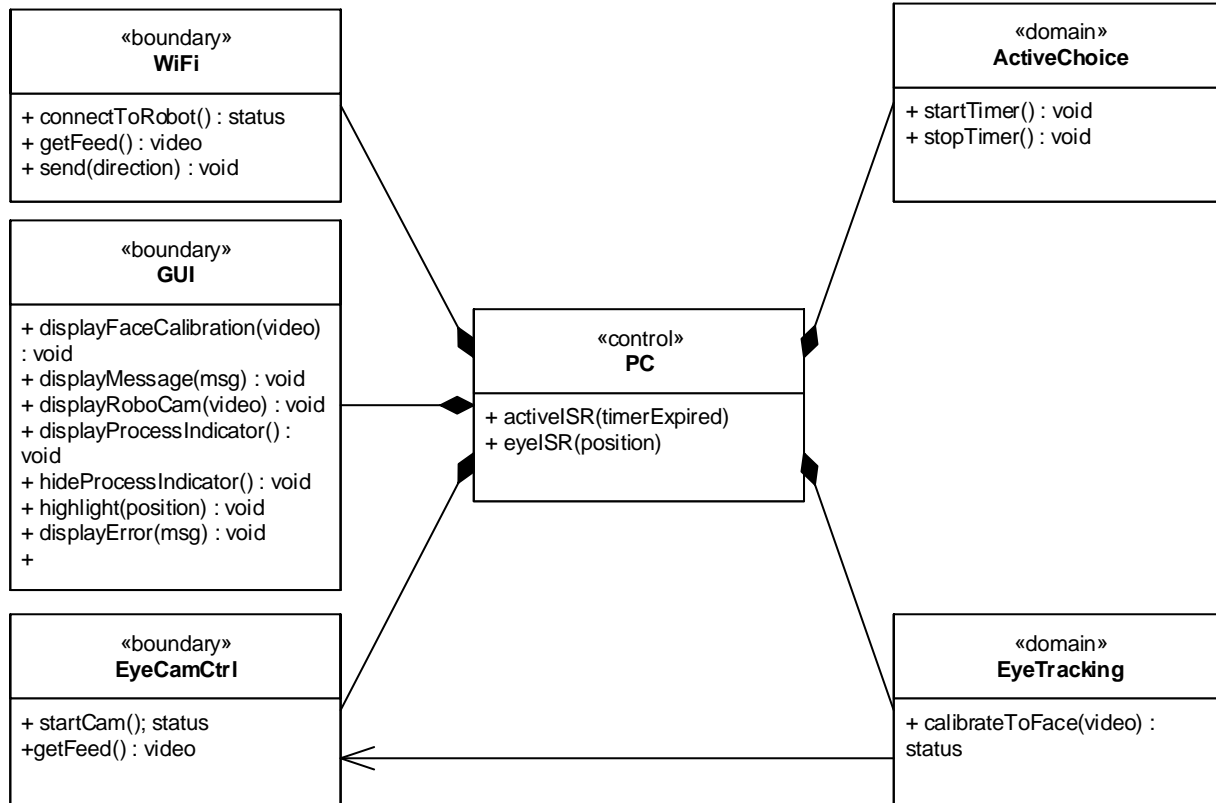 «boundary»
WiFi
+ connectToRobot() : status
+ getFeed() : video
+ send(direction) : void
«boundary»
GUI
+ displayFaceCalibration(video)
: void
+ displayMessage(msg) : void
+ displayRoboCam(video) : void
+ displayProcessIndicator() :
void
+ hideProcessIndicator() : void
+ highlight(position) : void
+ displayError(msg) : void
+
«boundary»
EyeCamCtrl
+ startCam(); status
+getFeed() : video
«control»
PC
+ activeISR(timerExpired)
+ eyeISR(position)
«domain»
ActiveChoice
+ startTimer() : void
+ stopTimer() : void
«domain»
EyeTracking
+ calibrateToFace(video) :
status